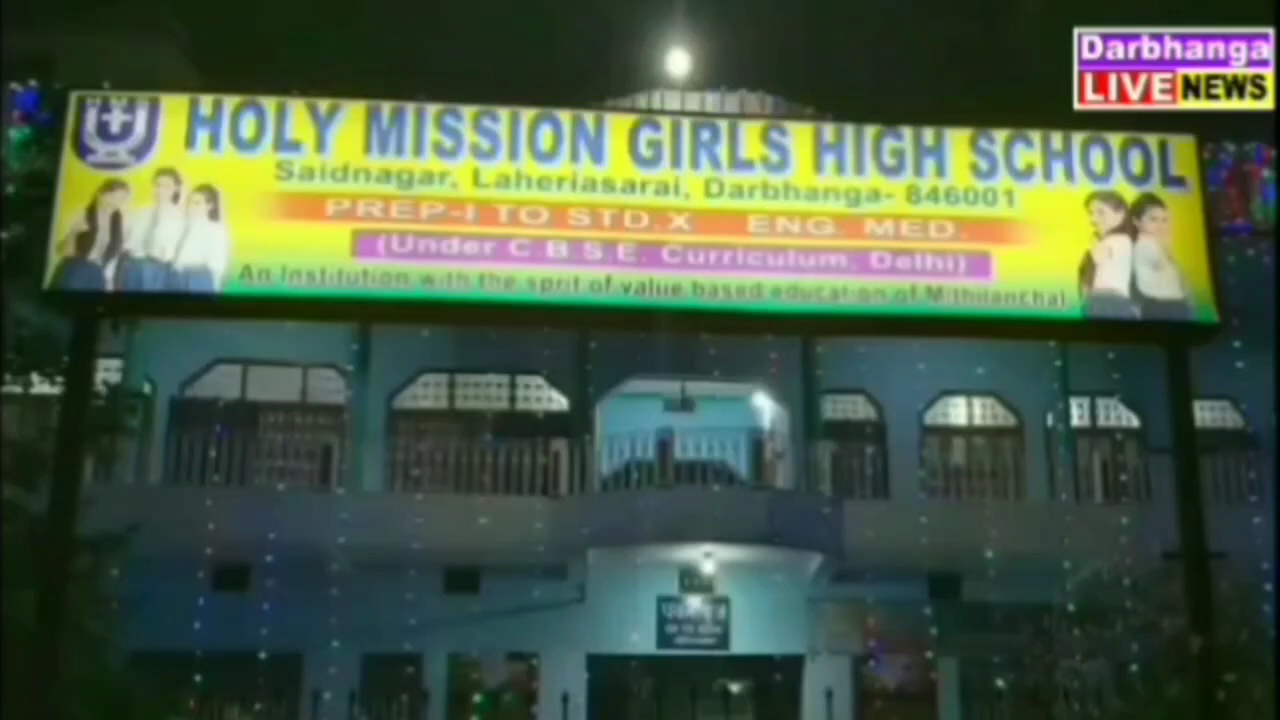 Darbhanga
LIVE NEWS
HOLY MISSION GIRLS HIGH SCHOOL
Saidnagar, Laheriasarai, Darbhanga- 846001
PREP-I TO STD.X ENG. MED.
(Under C.B.S.E. Curriculum, Delhi)
An Institution with the sprit of value based education of Mithilanchal